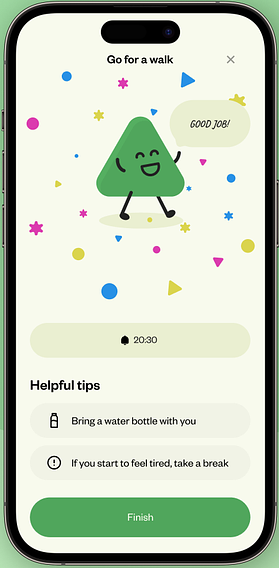 Go for a walk
GOOD JOB!
20:30
Helpful tips
Bring a water bottle with you
If you start to feel tired, take a break
Finish